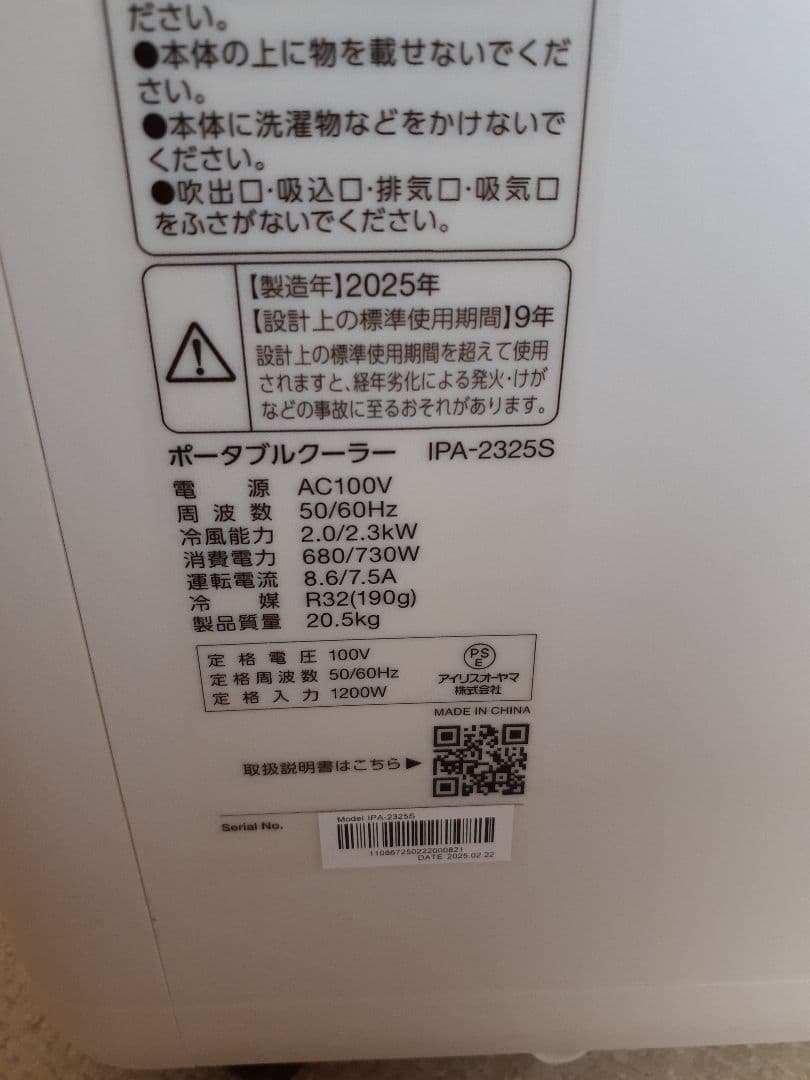 ださい。
●本体の上に物を載せないでくだ
さい。
●本体に洗濯物などをかけないで
ください。
●吹出口・吸込口・排気口・吸気口
をふさがないでください。
【製造年】2025年
【設計上の標準使用期間】9年
設計上の標準使用期間を超えて使用
されますと、経年劣化による発火・けが
などの事故に至るおそれがあります。
ポータブルクーラー IPA-2325S
電源 AC100V
周波数 50/60Hz
冷風能力 2.0/2.3kW
消費電力 680/730W
運転電流 8.6/7.5A
冷媒 R32(190g)
製品質量 20.5kg
定格電圧 100V
定格周波数 50/60Hz
定格入力 1200W
PS
E
アイリスオーヤマ
株式会社
MADE IN CHINA
取扱説明書はこちら▶
Serial No.
Model IPA-2325S
110867250222000821
DATE 2025.02.22